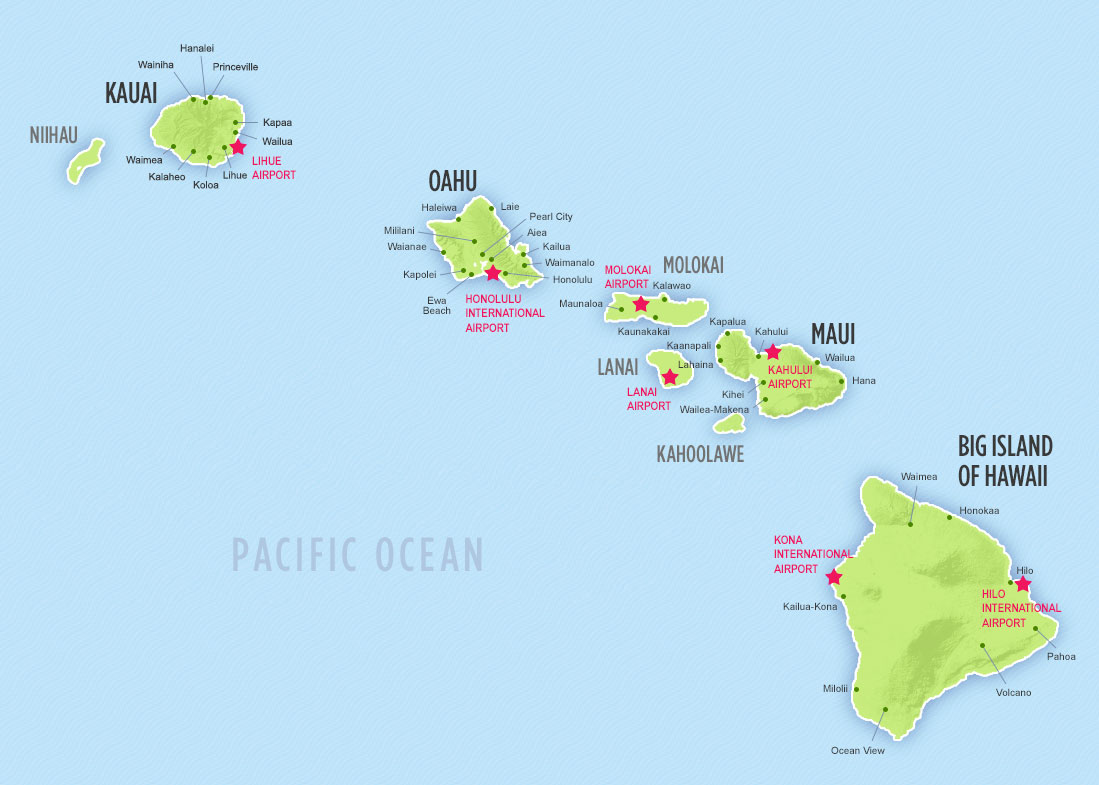 Hanalei
Wainiha
Princeville
KAUAI
NIIHAU
Kapaa
Wailua
Waimea
LIHUE
AIRPORT
Kalaheo
Koloa
Lihue
OAHU
Haleiwa
Laie
Pearl City
Mililani
Aiea
Waianae
Kailua
Waimanalo
Kapolei
Honolulu
Ewa
Beach
HONOLULU
INTERNATIONAL
AIRPORT
MOLOKAI
MOLOKAI
AIRPORT
Kalawao
Maunaloa
Kaunakakai
Kapalua
Kahului
MAUI
Kaanapali
Lahaina
Wailua
KAHULUI
AIRPORT
Hana
LANAI
LANAI
AIRPORT
Kihei
Wailea-Makena
KAHOOLAWE
BIG ISLAND
OF HAWAII
Waimea
Honokaa
KONA
INTERNATIONAL
AIRPORT
Hilo
HILO
INTERNATIONAL
AIRPORT
Kailua-Kona
Pahoa
Volcano
Milolii
Ocean View
PACIFIC OCEAN